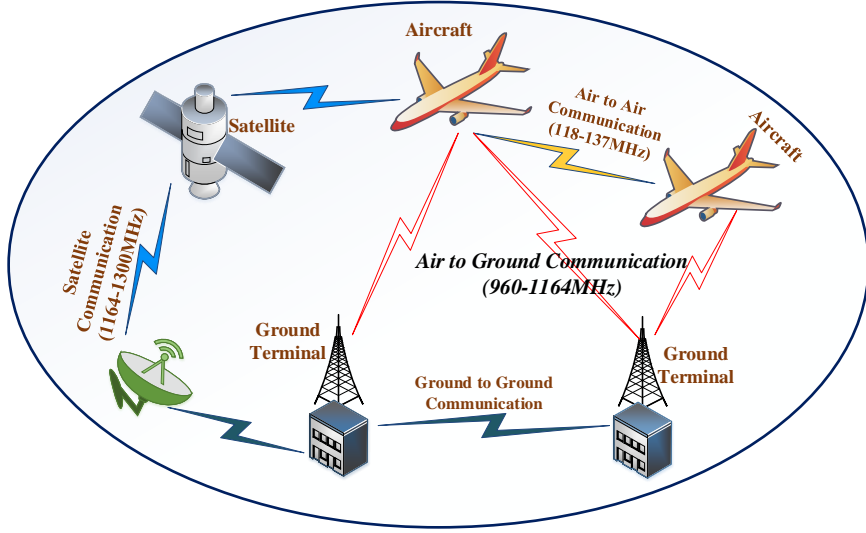 Aircraft
Satellite
Air to Air
Communication
(118-137MHz)
Aircraft
Satellite
Communication
(1164-1300MHz)
Air to Ground Communication
(960-1164MHz)
Ground
Terminal
Ground
Terminal
Ground to Ground
Communication